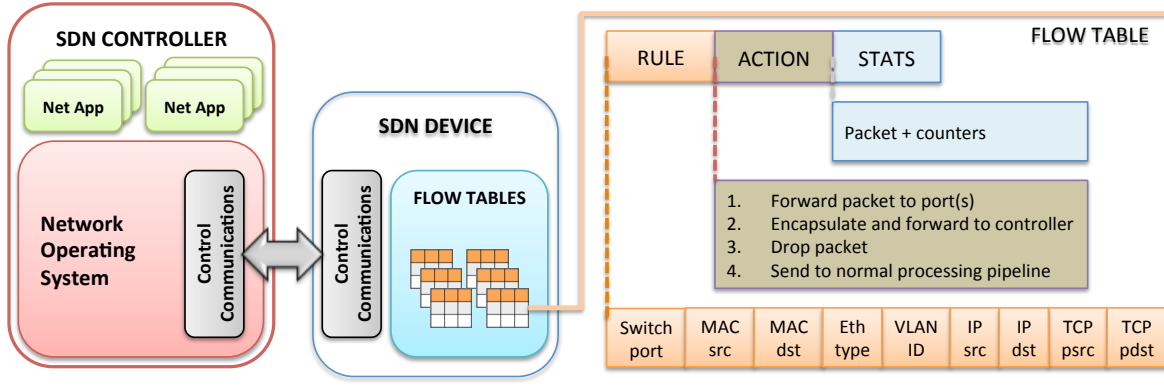 SDN CONTROLLER
Net App
Net App
Network
Operating
System
Control
Communications
SDN DEVICE
Control
Communications
FLOW TABLES
FLOW TABLE
RULE
ACTION
STATS
Packet + counters
1. Forward packet to port(s)
2. Encapsulate and forward to controller
3. Drop packet
4. Send to normal processing pipeline
Switch
port
MAC
src
MAC
dst
Eth
type
VLAN
ID
IP
src
IP
dst
TCP
psrc
TCP
pdst